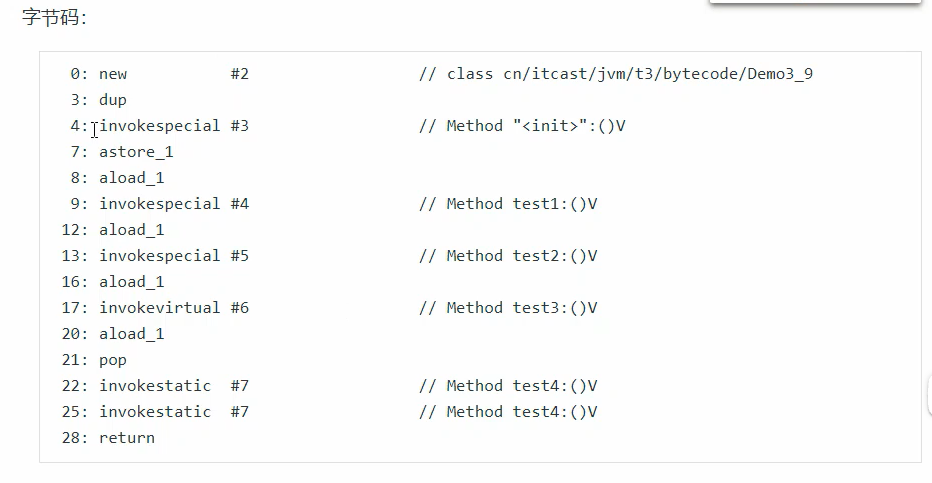 字节码：
0: new #2 // class cn/itcast/jvm/t3/bytecode/Demo3_9
3: dup
4: invokespecial #3 // Method "<init>":()V
7: astore_1
8: aload_1
9: invokespecial #4 // Method test1:()V
12: aload_1
13: invokespecial #5 // Method test2:()V
16: aload_1
17: invokevirtual #6 // Method test3:()V
20: aload_1
21: pop
22: invokestatic #7 // Method test4:()V
25: invokestatic #7 // Method test4:()V
28: return